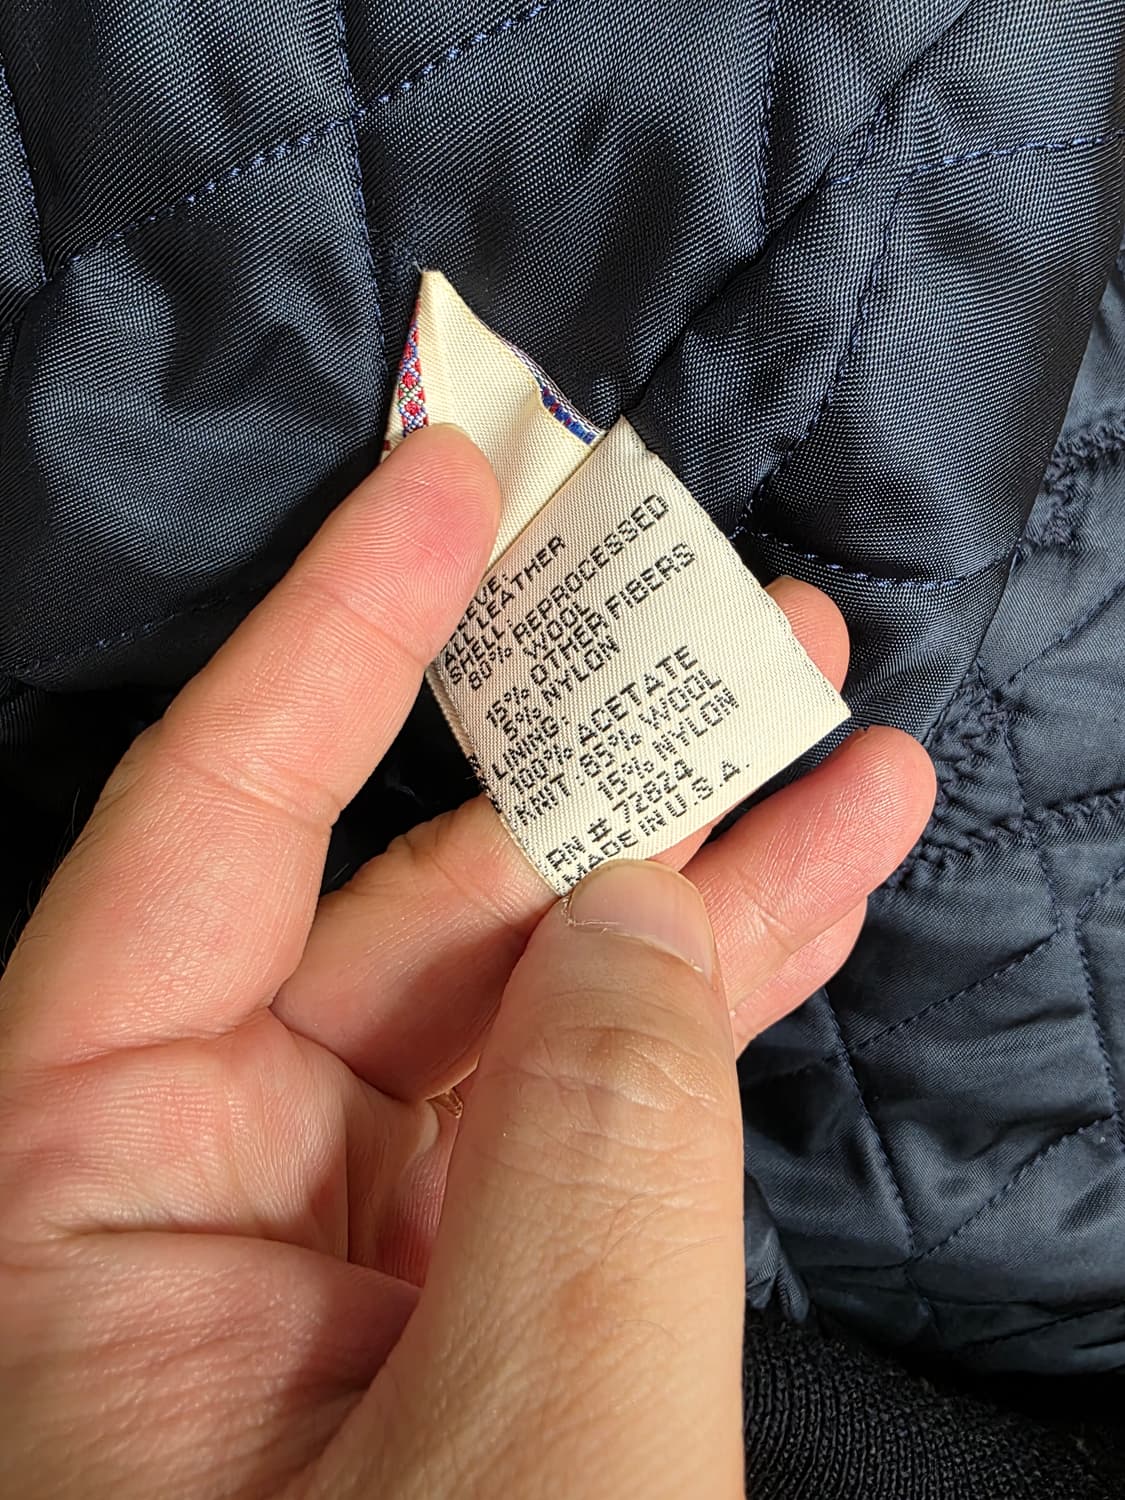 SLEEVE:
ALL LEATHER
SHELL: REPROCESSED
80% WOOL
15% OTHER FIBERS
5% NYLON
LINING:
100% ACETATE
KNIT: 85% WOOL
15% NYLON
RN # 72824
MADE IN U.S.A.